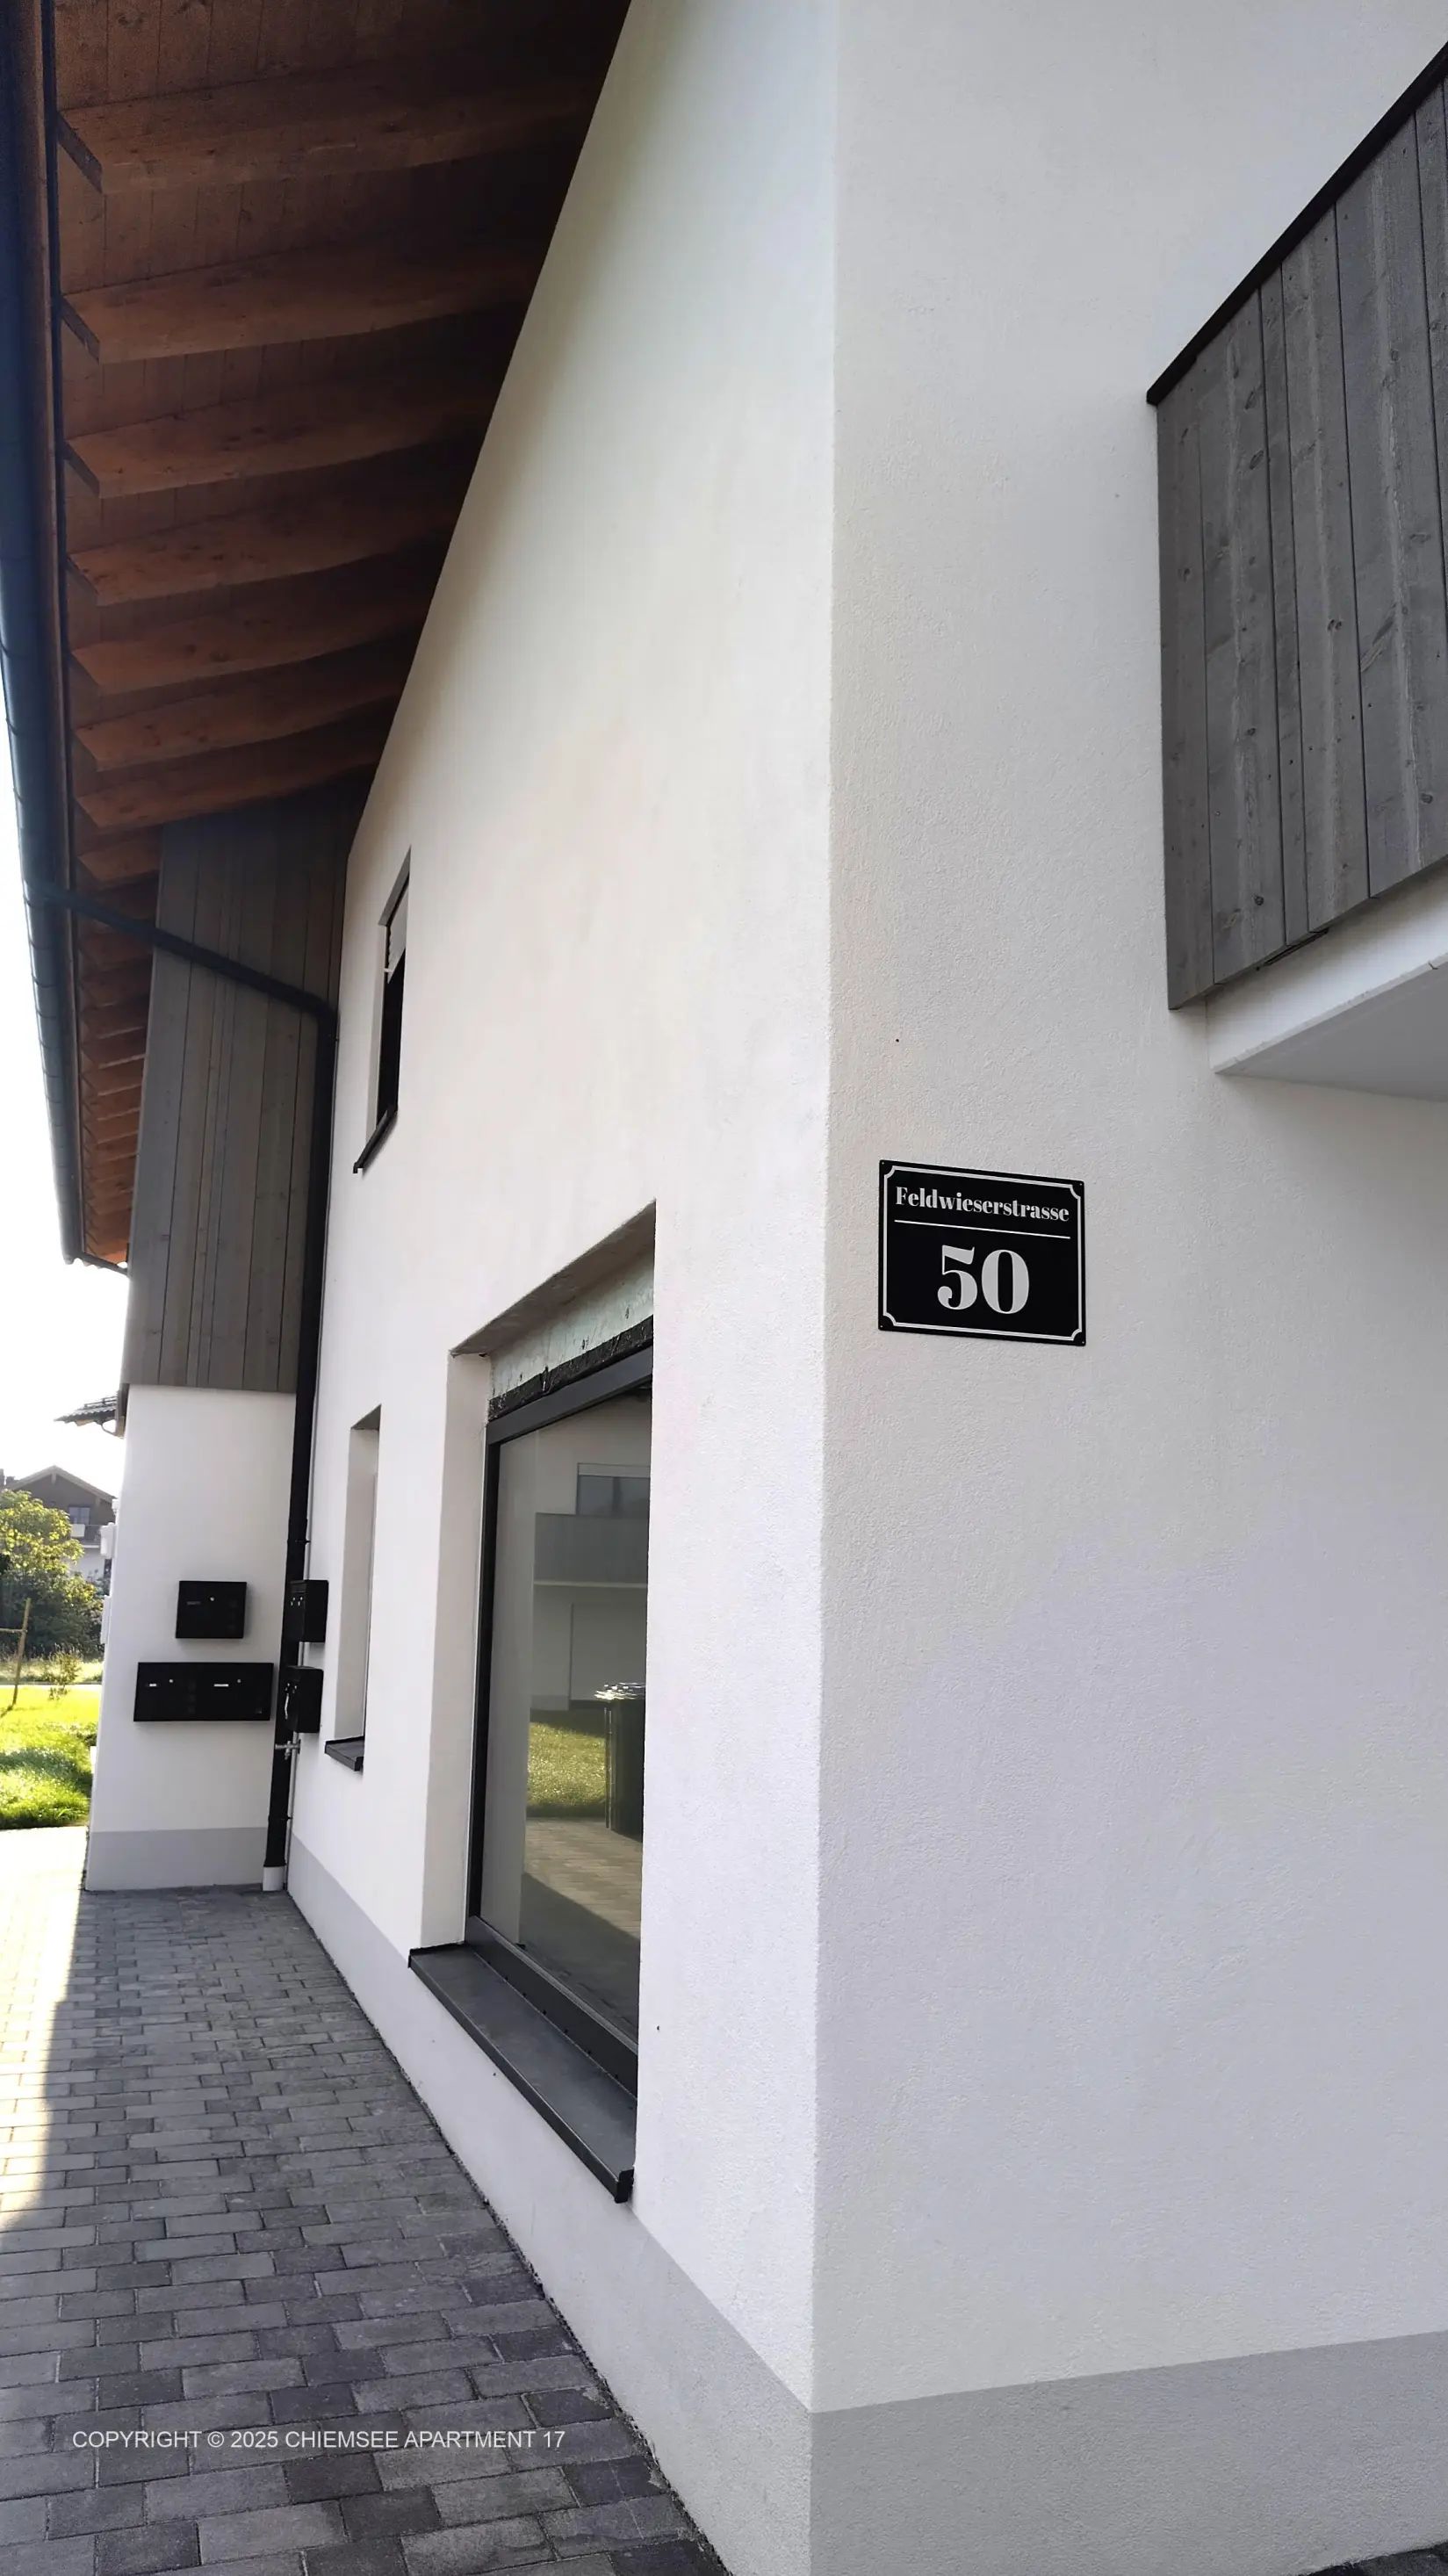 Feldwieserstrasse
50
COPYRIGHT © 2025 CHIEMSEE APARTMENT 17